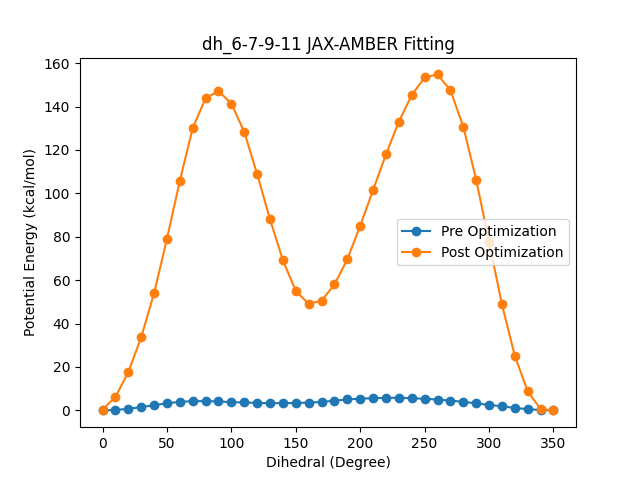 dh_6-7-9-11 JAX-AMBER Fitting
Potential Energy (kcal/mol)
160
140
120
100
80
60
40
20
0
Pre Optimization
Post Optimization
0 50 100 150 200 250 300 350
Dihedral (Degree)